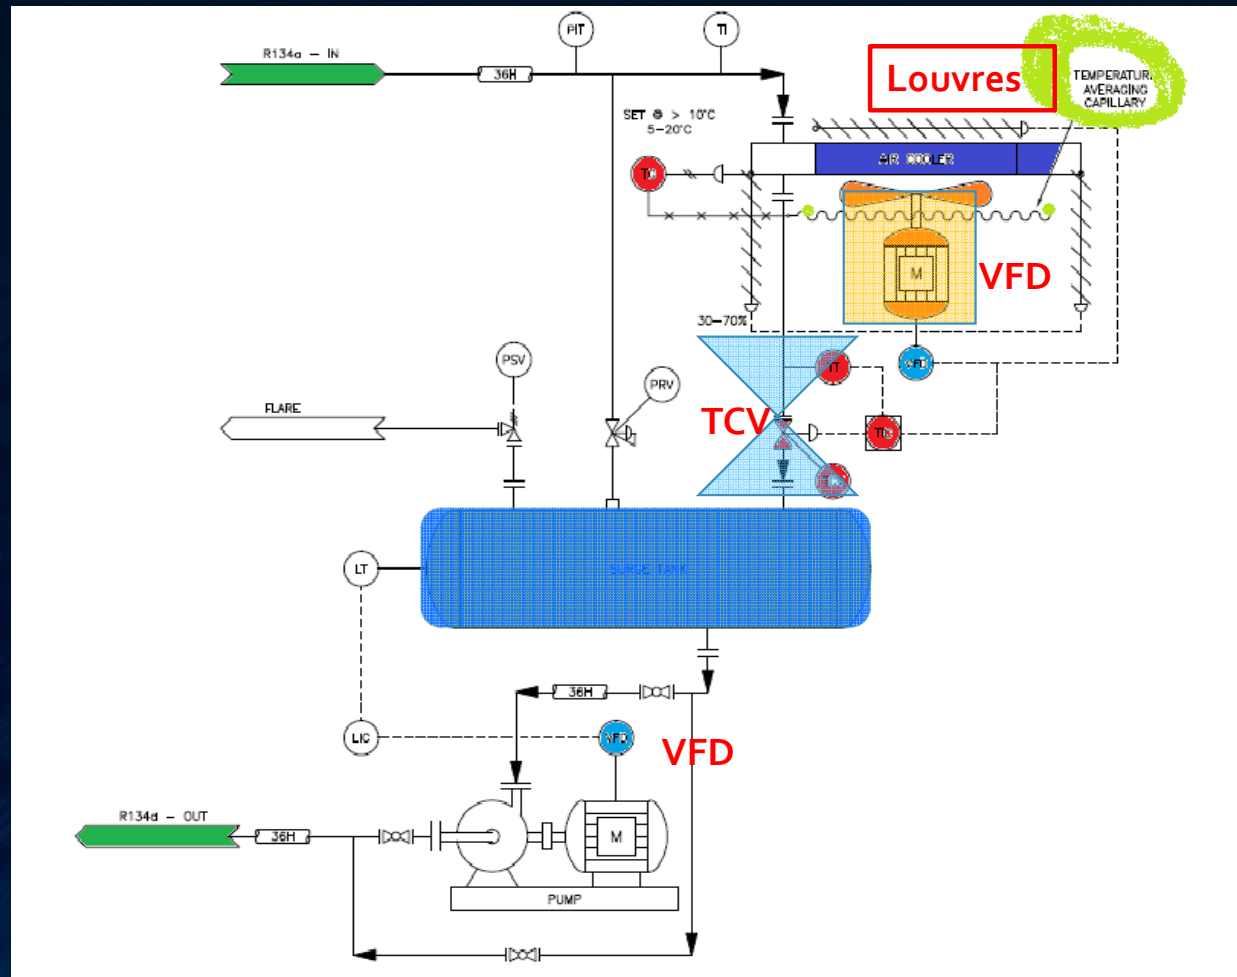 PIT
TI
R134a - IN
36H
Louvres
TEMPERATURE
AVERAGING
CAPILLARY
SET @ > 10°C
5-20°C
AIR COOLER
TC
M
VFD
30-70%
PSV
TT
VFD
PRV
FLARE
TCV
TIC
SURGE TANK
LT
36H
LIC
VFD
VFD
R134a - OUT
36H
M
PUMP